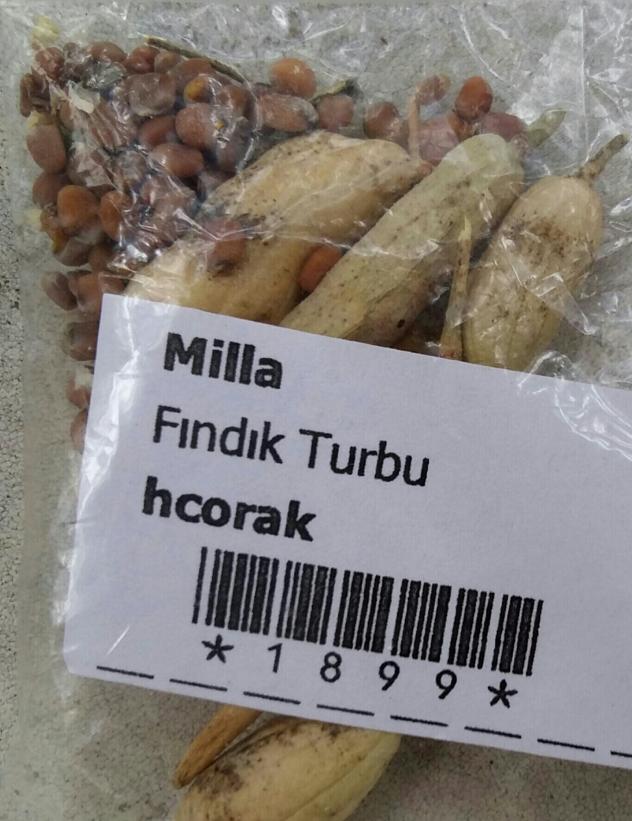 Milla
Fındık Turbu
hcorak
*1899*